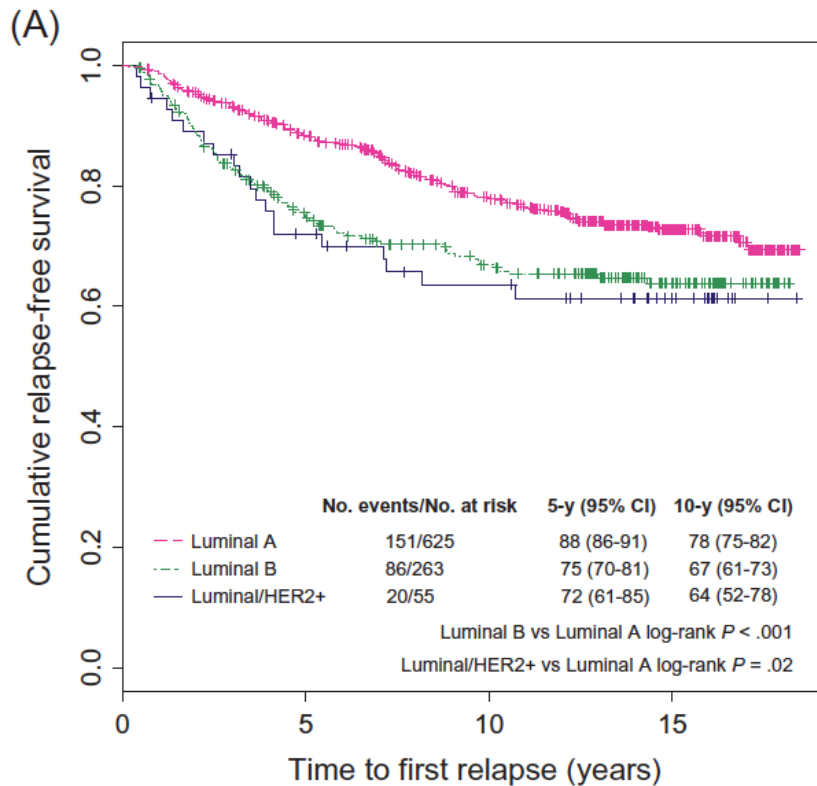 (A)
Cumulative relapse-free survival
1.0
0.8
0.6
0.4
0.2
0.0
No. events/No. at risk 5-y (95% CI) 10-y (95% CI)
Luminal A 151/625 88 (86-91) 78 (75-82)
Luminal B 86/263 75 (70-81) 67 (61-73)
Luminal/HER2+ 20/55 72 (61-85) 64 (52-78)
Luminal B vs Luminal A log-rank P < .001
Luminal/HER2+ vs Luminal A log-rank P = .02
0 5 10 15
Time to first relapse (years)